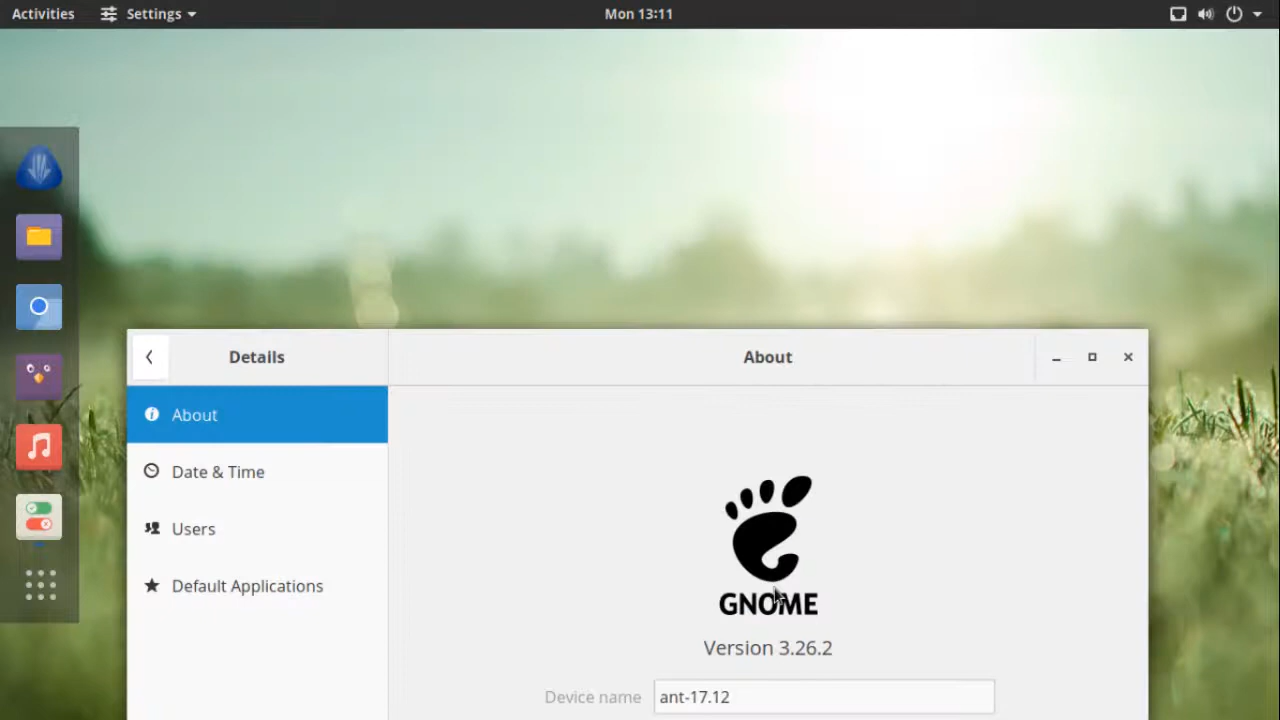 Activities
Settings
Mon 13:11
Details
About
About
Date & Time
Users
Default Applications
GNOME
Version 3.26.2
Device name
ant-17.12